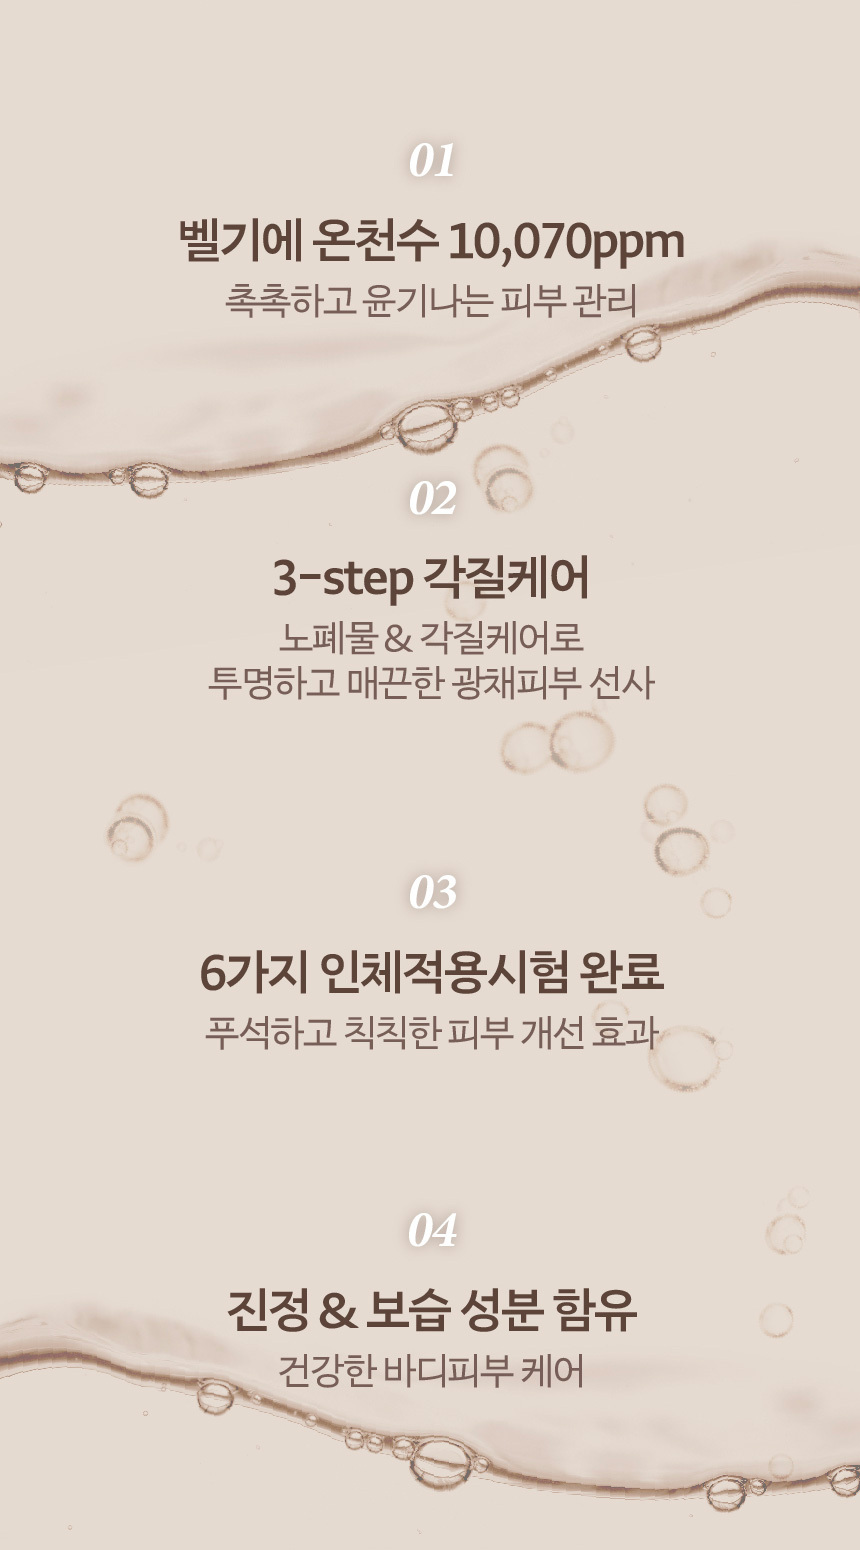 01
벨기에 온천수 10,070ppm
촉촉하고 윤기나는 피부 관리
02
3-step 각질케어
노폐물 & 각질케어로
투명하고 매끈한 광채피부 선사
03
6가지 인체적용시험 완료
푸석하고 칙칙한 피부 개선 효과
04
진정 & 보습 성분 함유
건강한 바디피부 케어